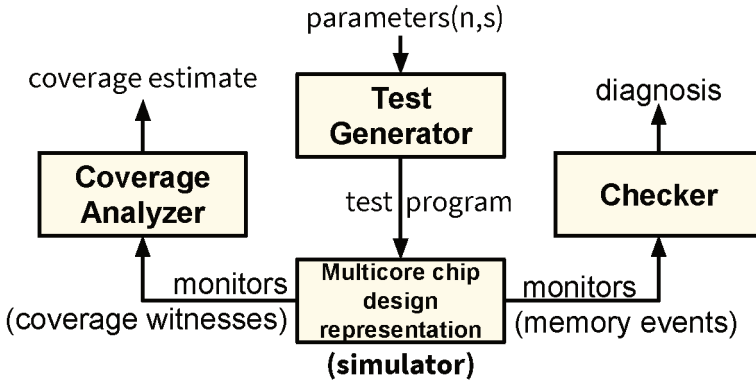 parameters(n,s)
coverage estimate
Test
Generator
diagnosis
Coverage
Analyzer
test program
Checker
monitors
(coverage witnesses)
Multicore chip
design
representation
(simulator)
monitors
(memory events)